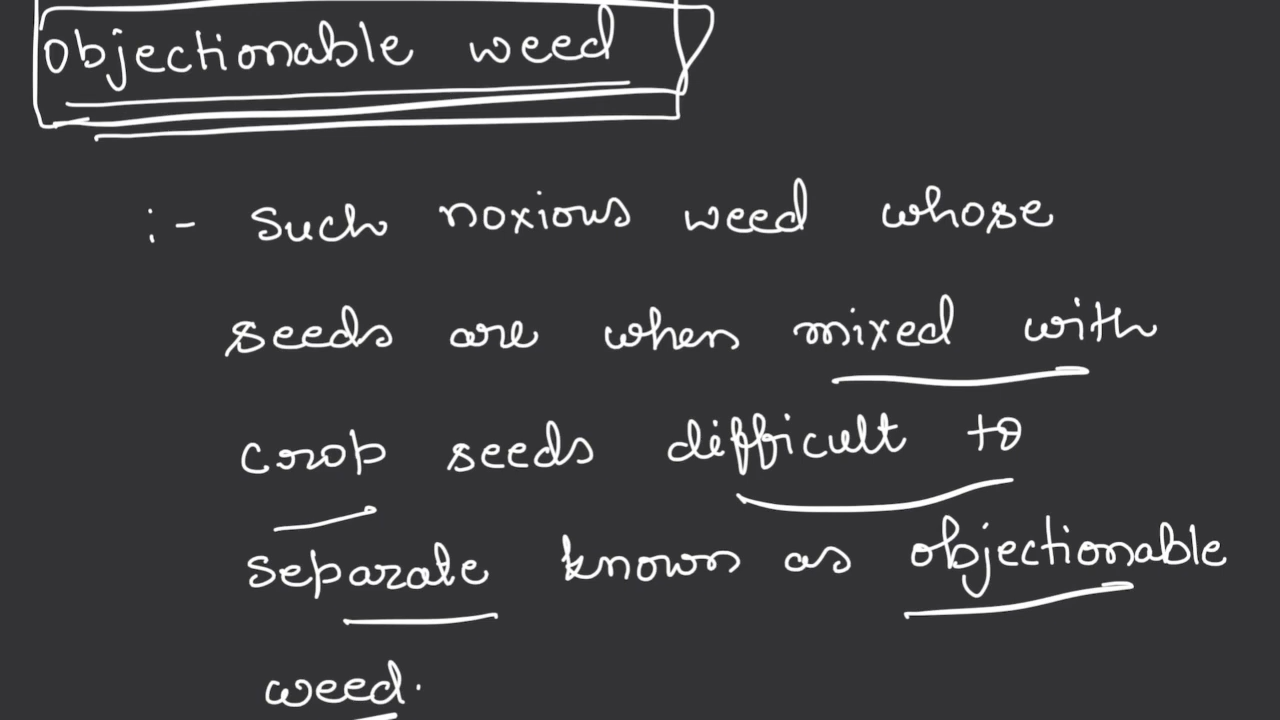 objectionable weed
:- Such noxious weed whose
seeds are when mixed with
crop seeds difficult to
separate known as objectionable
weed.